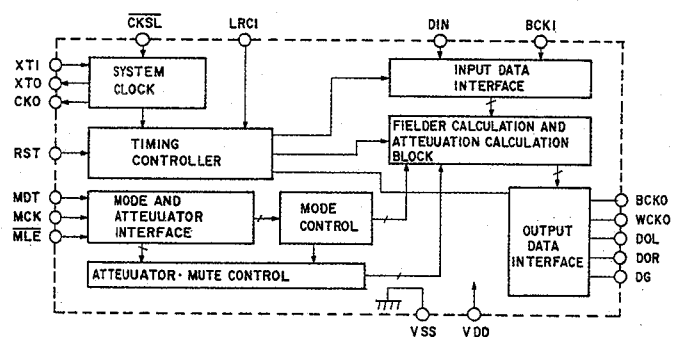 CKSL LRCI DIN BCKI
XTI
XTO
CKO
SYSTEM
CLOCK
INPUT DATA
INTERFACE
RST
TIMING
CONTROLLER
FIELDER CALCULATION AND
ATTEUUATION CALCULATION
BLOCK
MDT
MCK
MLE
MODE AND
ATTEUUATOR
INTERFACE
MODE
CONTROL
ATTEUUATOR · MUTE CONTROL
OUTPUT
DATA
INTERFACE
BCKO
WCKO
DOL
DOR
DG
VSS VDD